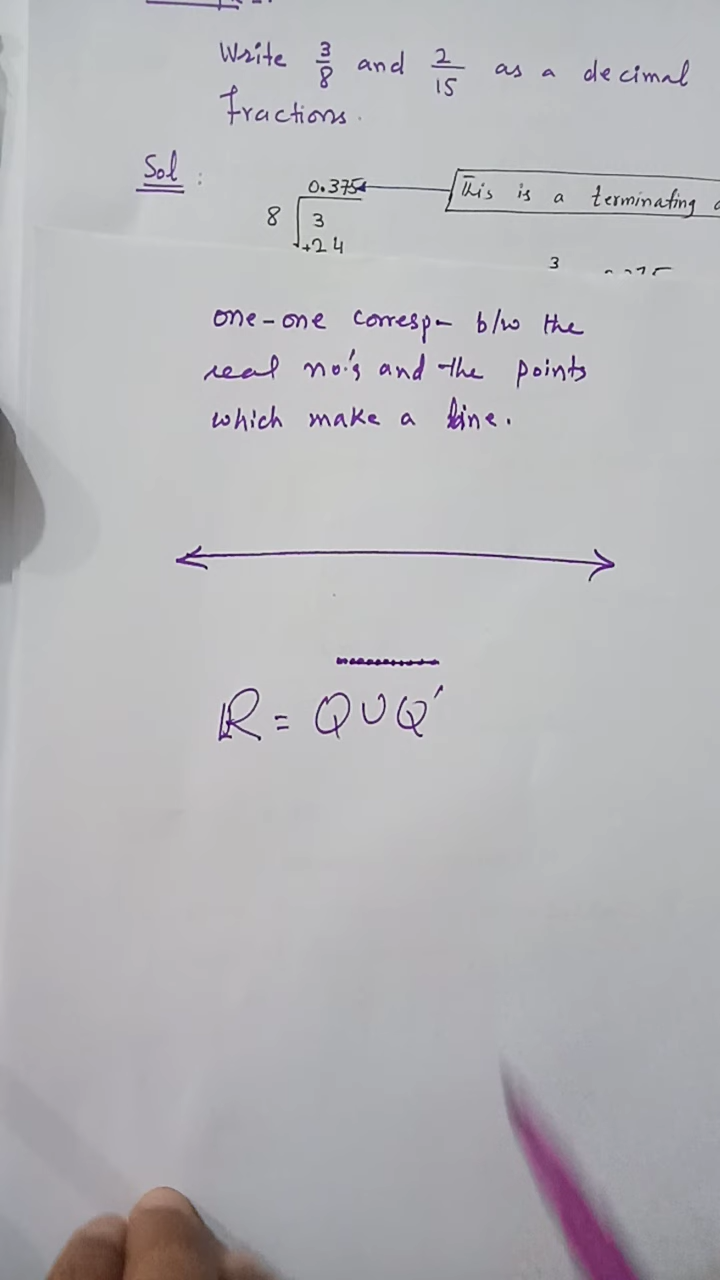 Write 3/8 and 2/15 as a decimal
fractions.
Sol :
0.375
This is a terminating
8 3
24
3
one-one corresp- b/w the
real no's and the points
which make a line.
R = Q U Q'